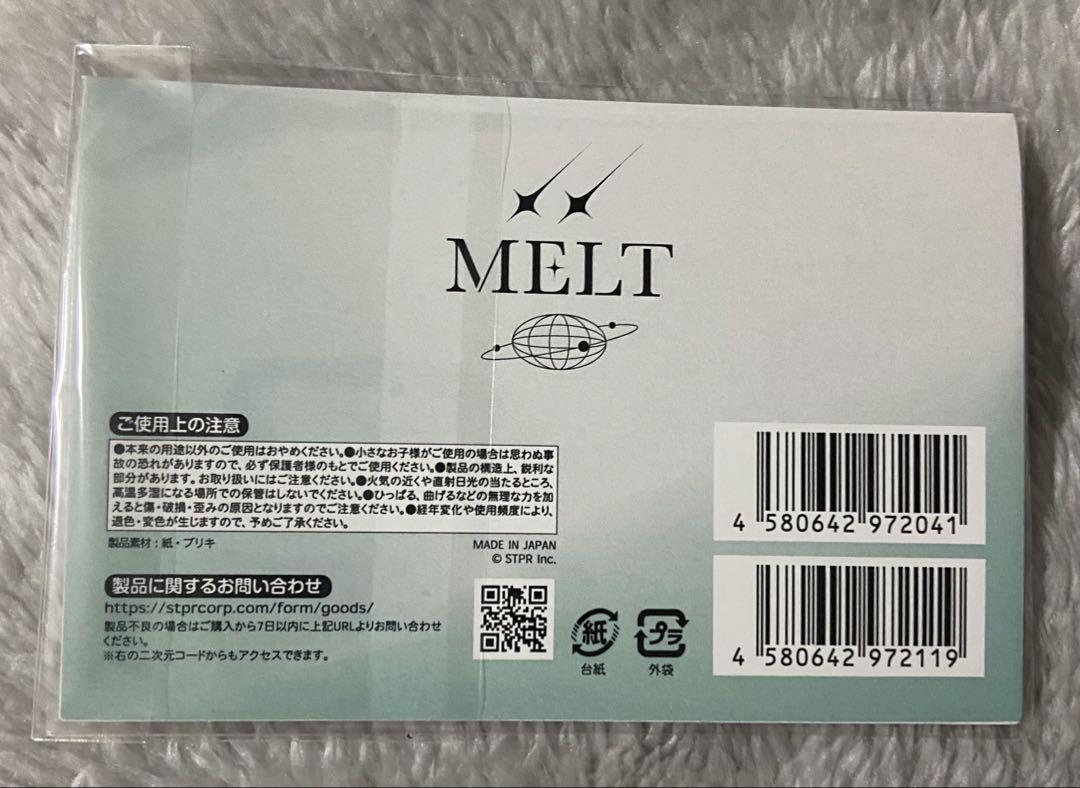 MELT
ご使用上の注意
●本来の用途以外のご使用はおやめください。●小さなお子様がご使用の場合は思わぬ事
故の恐れがありますので、必ず保護者様のもとでご使用ください。●製品の構造上、鋭利な
部分があります。お取り扱いにはご注意ください。●火気の近くや直射日光の当たるところ、
高温多湿になる場所での保管はしないでください。●ひっぱる、曲げるなどの無理な力を加
えると傷・破損・歪みの原因となりますのでご注意ください。●経年変化や使用頻度により、
退色・変色が生じますので、予めご了承ください。
製品素材：紙・ブリキ
MADE IN JAPAN
© STPR Inc.
製品に関するお問い合わせ
https://stprcorp.com/form/goods/
製品不良の場合はご購入から7日以内に上記URLよりお問い合わせ
ください。
※右の二次元コードからもアクセスできます。
紙
台紙
プラ
外袋
4 580642 972041
4 580642 972119